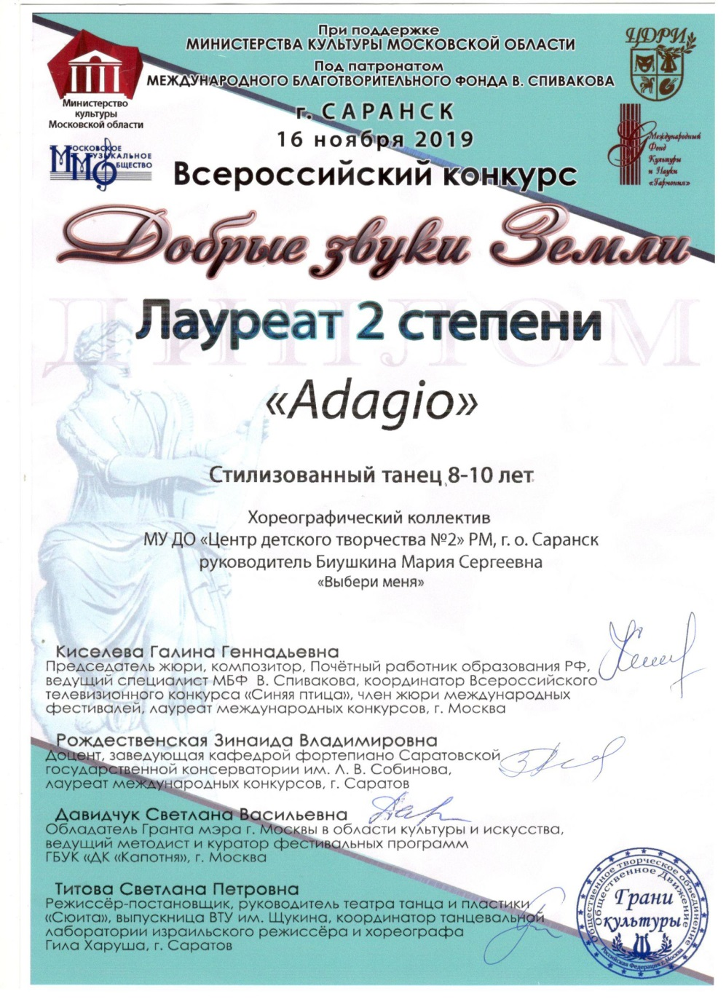 При поддержке
МИНИСТЕРСТВА КУЛЬТУРЫ МОСКОВСКОЙ ОБЛАСТИ
Под патронатом
МЕЖДУНАРОДНОГО БЛАГОТВОРИТЕЛЬНОГО ФОНДА В. СПИВАКОВА
г. САРАНСК
16 ноября 2019
Министерство
культуры
Московской области
МОСКОВСКОЕ
МУЗЫКАЛЬНОЕ
ОБЩЕСТВО
ЦДРИ
Международный
Фонд
Культуры
и Науки
«Гармония»
Всероссийский конкурс
Добрые звуки Земли
ДИПЛОМ
Лауреат 2 степени
«Adagio»
Стилизованный танец 8-10 лет
Хореографический коллектив
МУ ДО «Центр детского творчества №2» РМ, г. о. Саранск
руководитель Биушкина Мария Сергеевна
«Выбери меня»
Киселева Галина Геннадьевна
Председатель жюри, композитор, Почётный работник образования РФ,
ведущий специалист МБФ В. Спивакова, координатор Всероссийского
телевизионного конкурса «Синяя птица», член жюри международных
фестивалей, лауреат международных конкурсов, г. Москва
Рождественская Зинаида Владимировна
Доцент, заведующая кафедрой фортепиано Саратовской
государственной консерватории им. Л. В. Собинова,
лауреат международных конкурсов, г. Саратов
Давидчук Светлана Васильевна
Обладатель Гранта мэра г. Москвы в области культуры и искусства,
ведущий методист и куратор фестивальных программ
ГБУК «ДК «Капотня», г. Москва
Титова Светлана Петровна
Режиссёр-постановщик, руководитель театра танца и пластики
«Сюита», выпускница ВТУ им. Щукина, координатор танцевальной
лаборатории израильского режиссёра и хореографа
Гила Харуша, г. Саратов
Общественное творческое объединение
Общественное Движение
Грани
культуры
Российская Федерация г. Москва